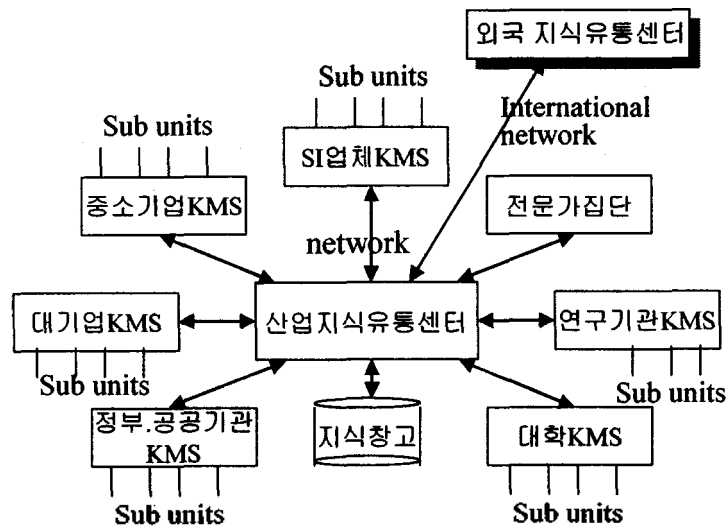 외국 지식유통센터
Sub units
International
network
Sub units
SI업체KMS
중소기업KMS
전문가집단
network
대기업KMS
산업지식유통센터
연구기관KMS
Sub units
Sub units
정부.공공기관
KMS
지식창고
대학KMS
Sub units
Sub units